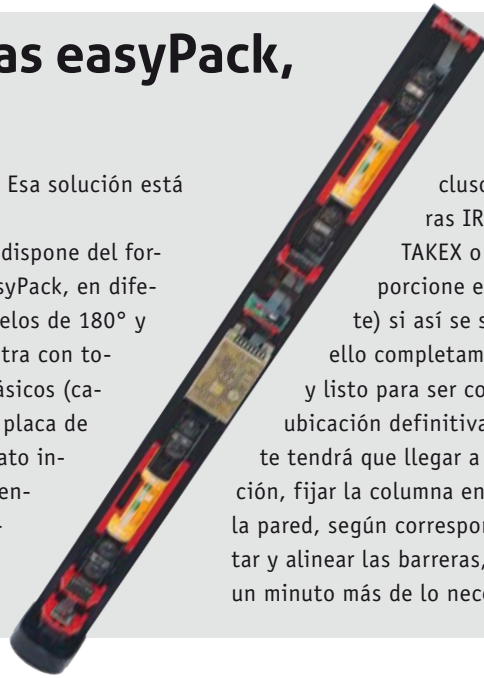 as easyPack,
Esa solución está
dispone del for-
syPack, en dife-
elos de 180° y
tra con to-
ásicos (ca-
placa de
ato in-
en-
-
cluso
ras IR
TAKEX o
porcione e
te) si así se s
ello completam
y listo para ser co
ubicación definitiva
te tendrá que llegar a
ción, fijar la columna en
la pared, según correspon
tar y alinear las barreras,
un minuto más de lo nece